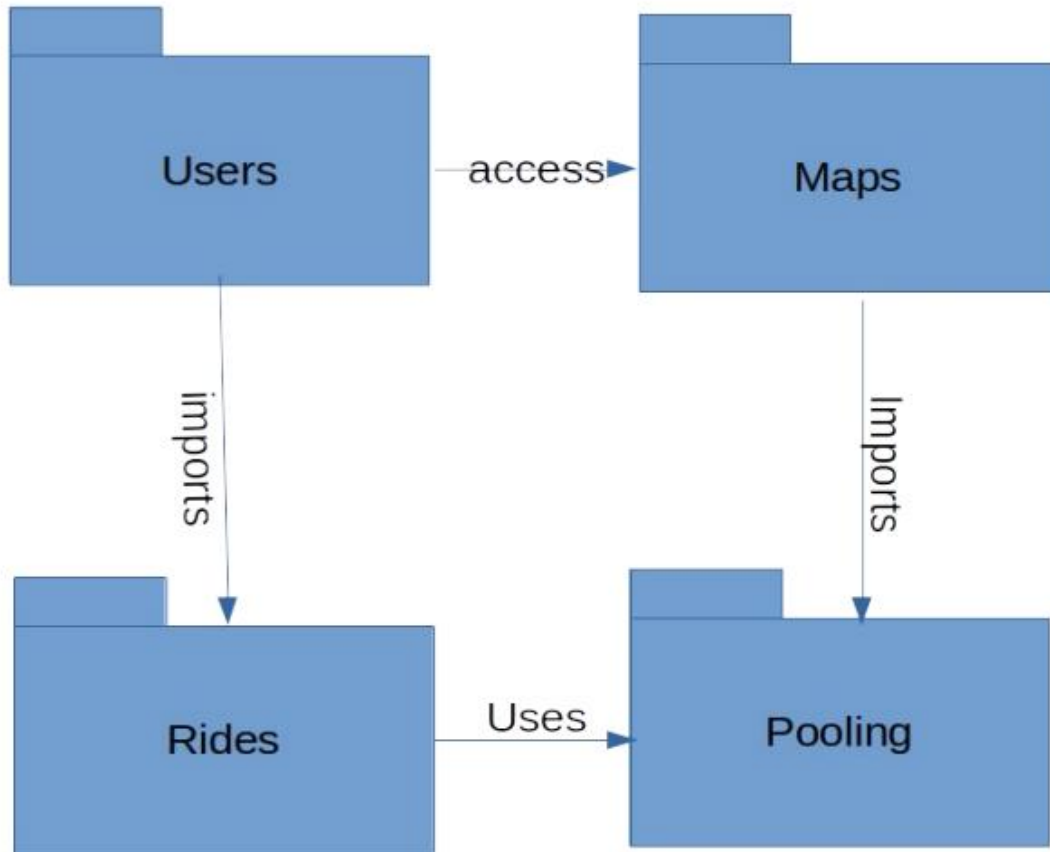 Users
access
Maps
imports
Imports
Rides
Uses
Pooling